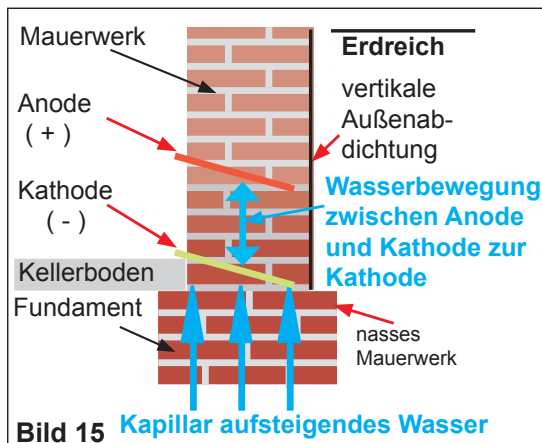 Mauerwerk
Erdreich
Anode
( + )
vertikale
Außenab-
dichtung
Kathode
( - )
Wasserbewegung
zwischen Anode
und Kathode zur
Kathode
Kellerboden
Fundament
nasses
Mauerwerk
Bild 15
Kapillar aufsteigendes Wasser